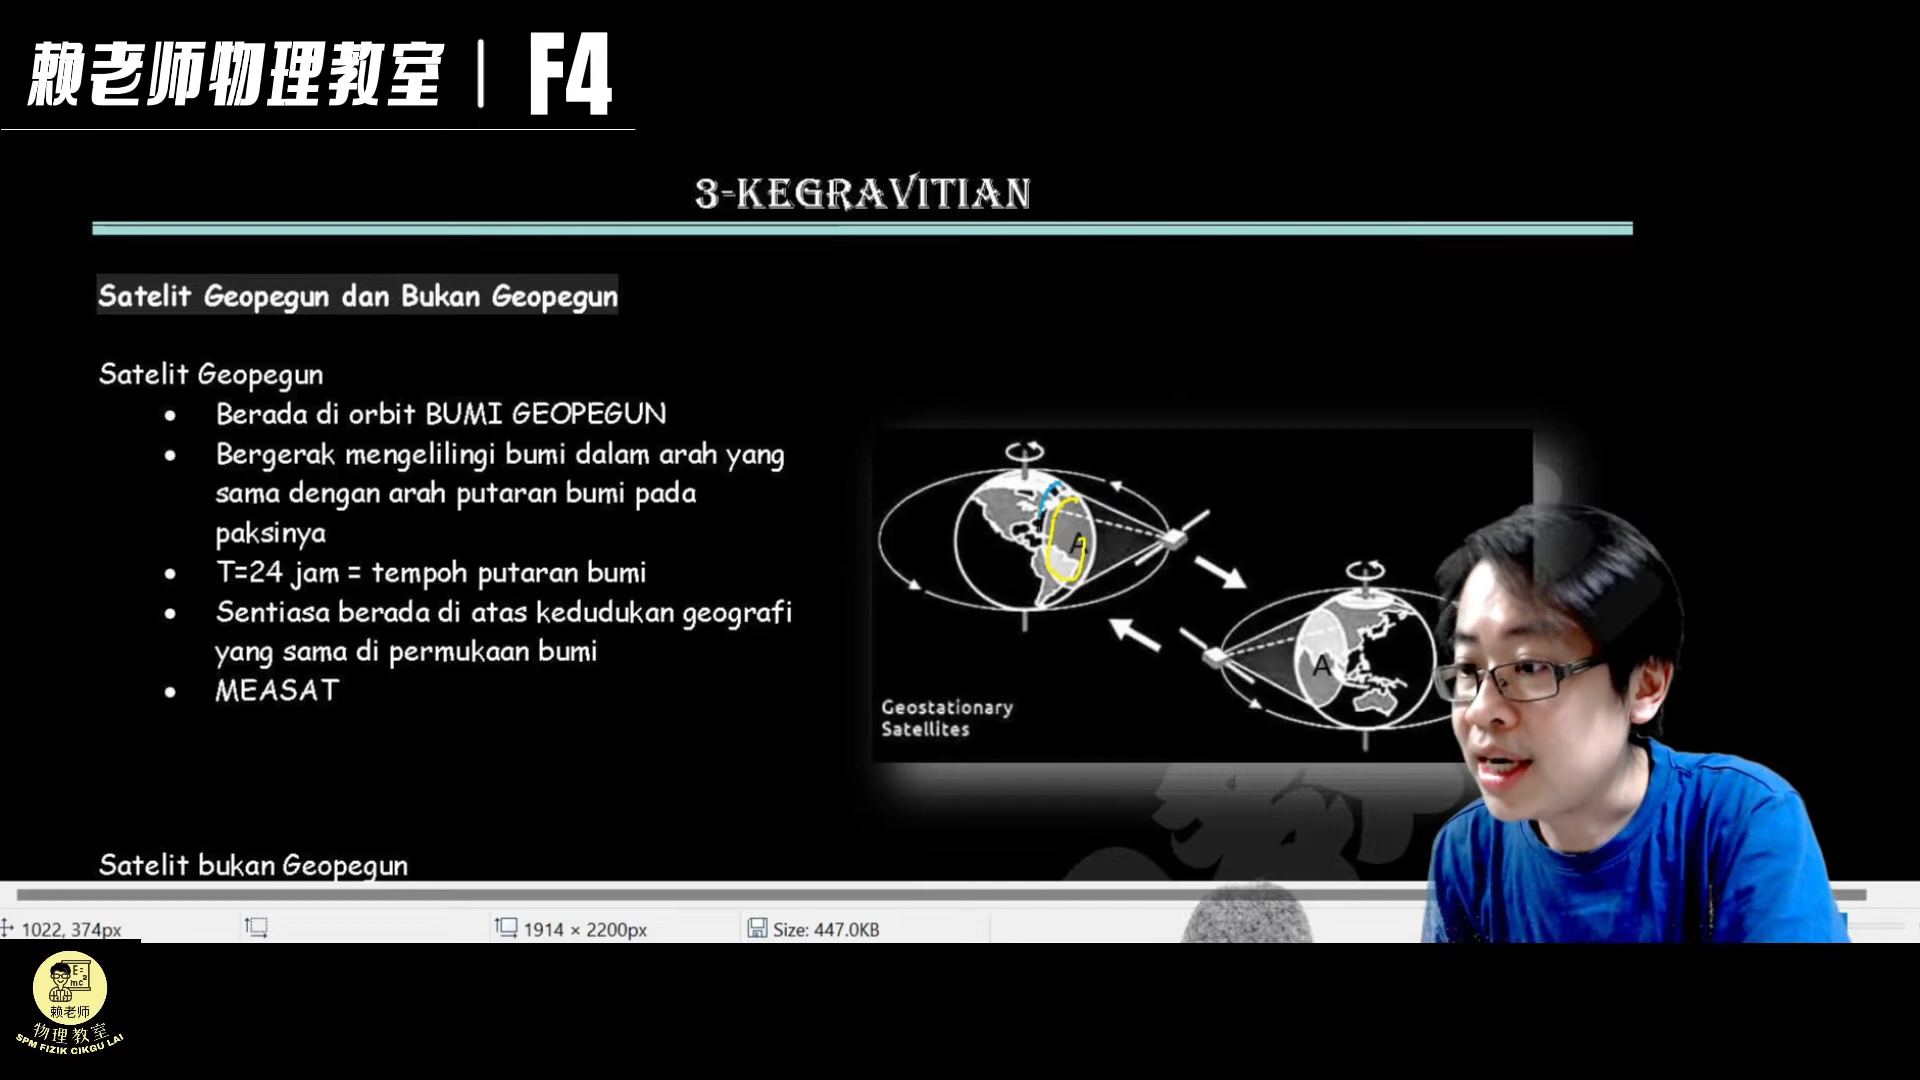 赖老师物理教室 | F4
3-KEGRAVITIAN
Satelit Geopegun dan Bukan Geopegun
Satelit Geopegun
• Berada di orbit BUMI GEOPEGUN
• Bergerak mengelilingi bumi dalam arah yang
sama dengan arah putaran bumi pada
paksinya
• T=24 jam = tempoh putaran bumi
• Sentiasa berada di atas kedudukan geografi
yang sama di permukaan bumi
• MEASAT
A
A
Geostationary
Satellites
Satelit bukan Geopegun
1022, 374px
1914 × 2200px
Size: 447.0KB
E=
mc²
赖老师
物理教室
SPM FIZIK CIKGU LAI